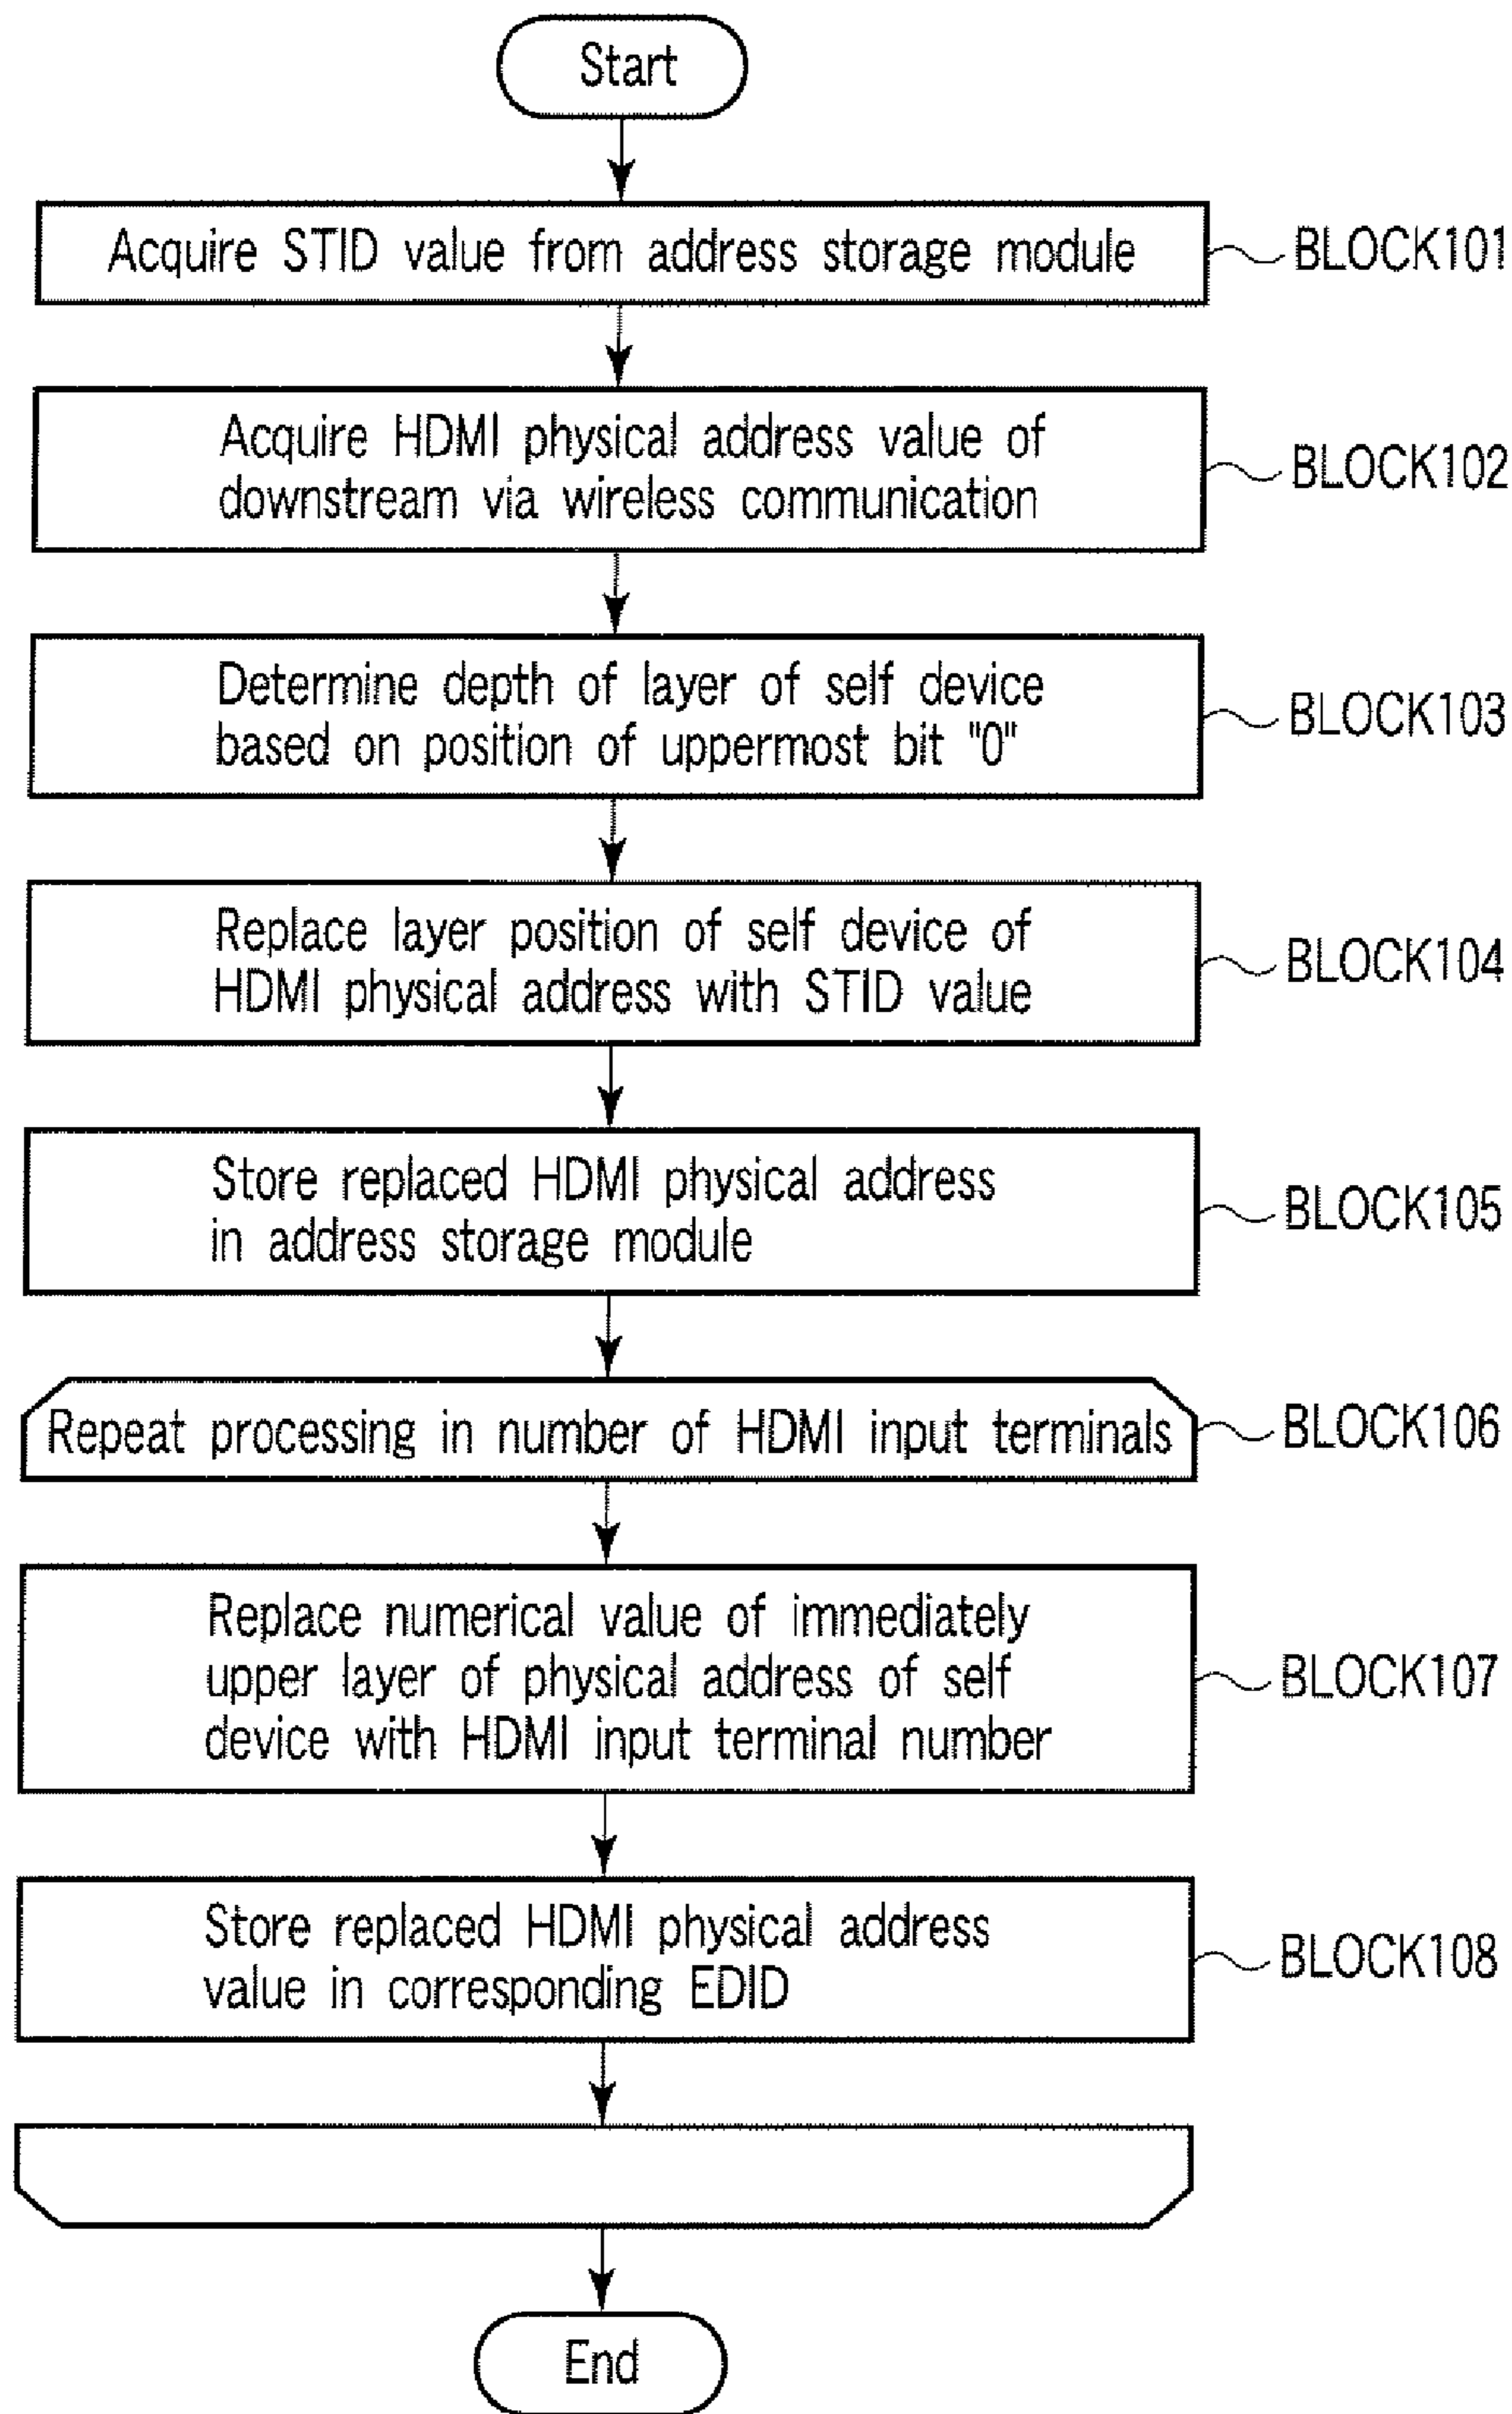 Start
Acquire STID value from address storage module
BLOCK101
Acquire HDMI physical address value of
downstream via wireless communication
BLOCK102
Determine depth of layer of self device
based on position of uppermost bit "0"
BLOCK103
Replace layer position of self device of
HDMI physical address with STID value
BLOCK104
Store replaced HDMI physical address
in address storage module
BLOCK105
Repeat processing in number of HDMI input terminals
BLOCK106
Replace numerical value of immediately
upper layer of physical address of self
device with HDMI input terminal number
BLOCK107
Store replaced HDMI physical address
value in corresponding EDID
BLOCK108
End